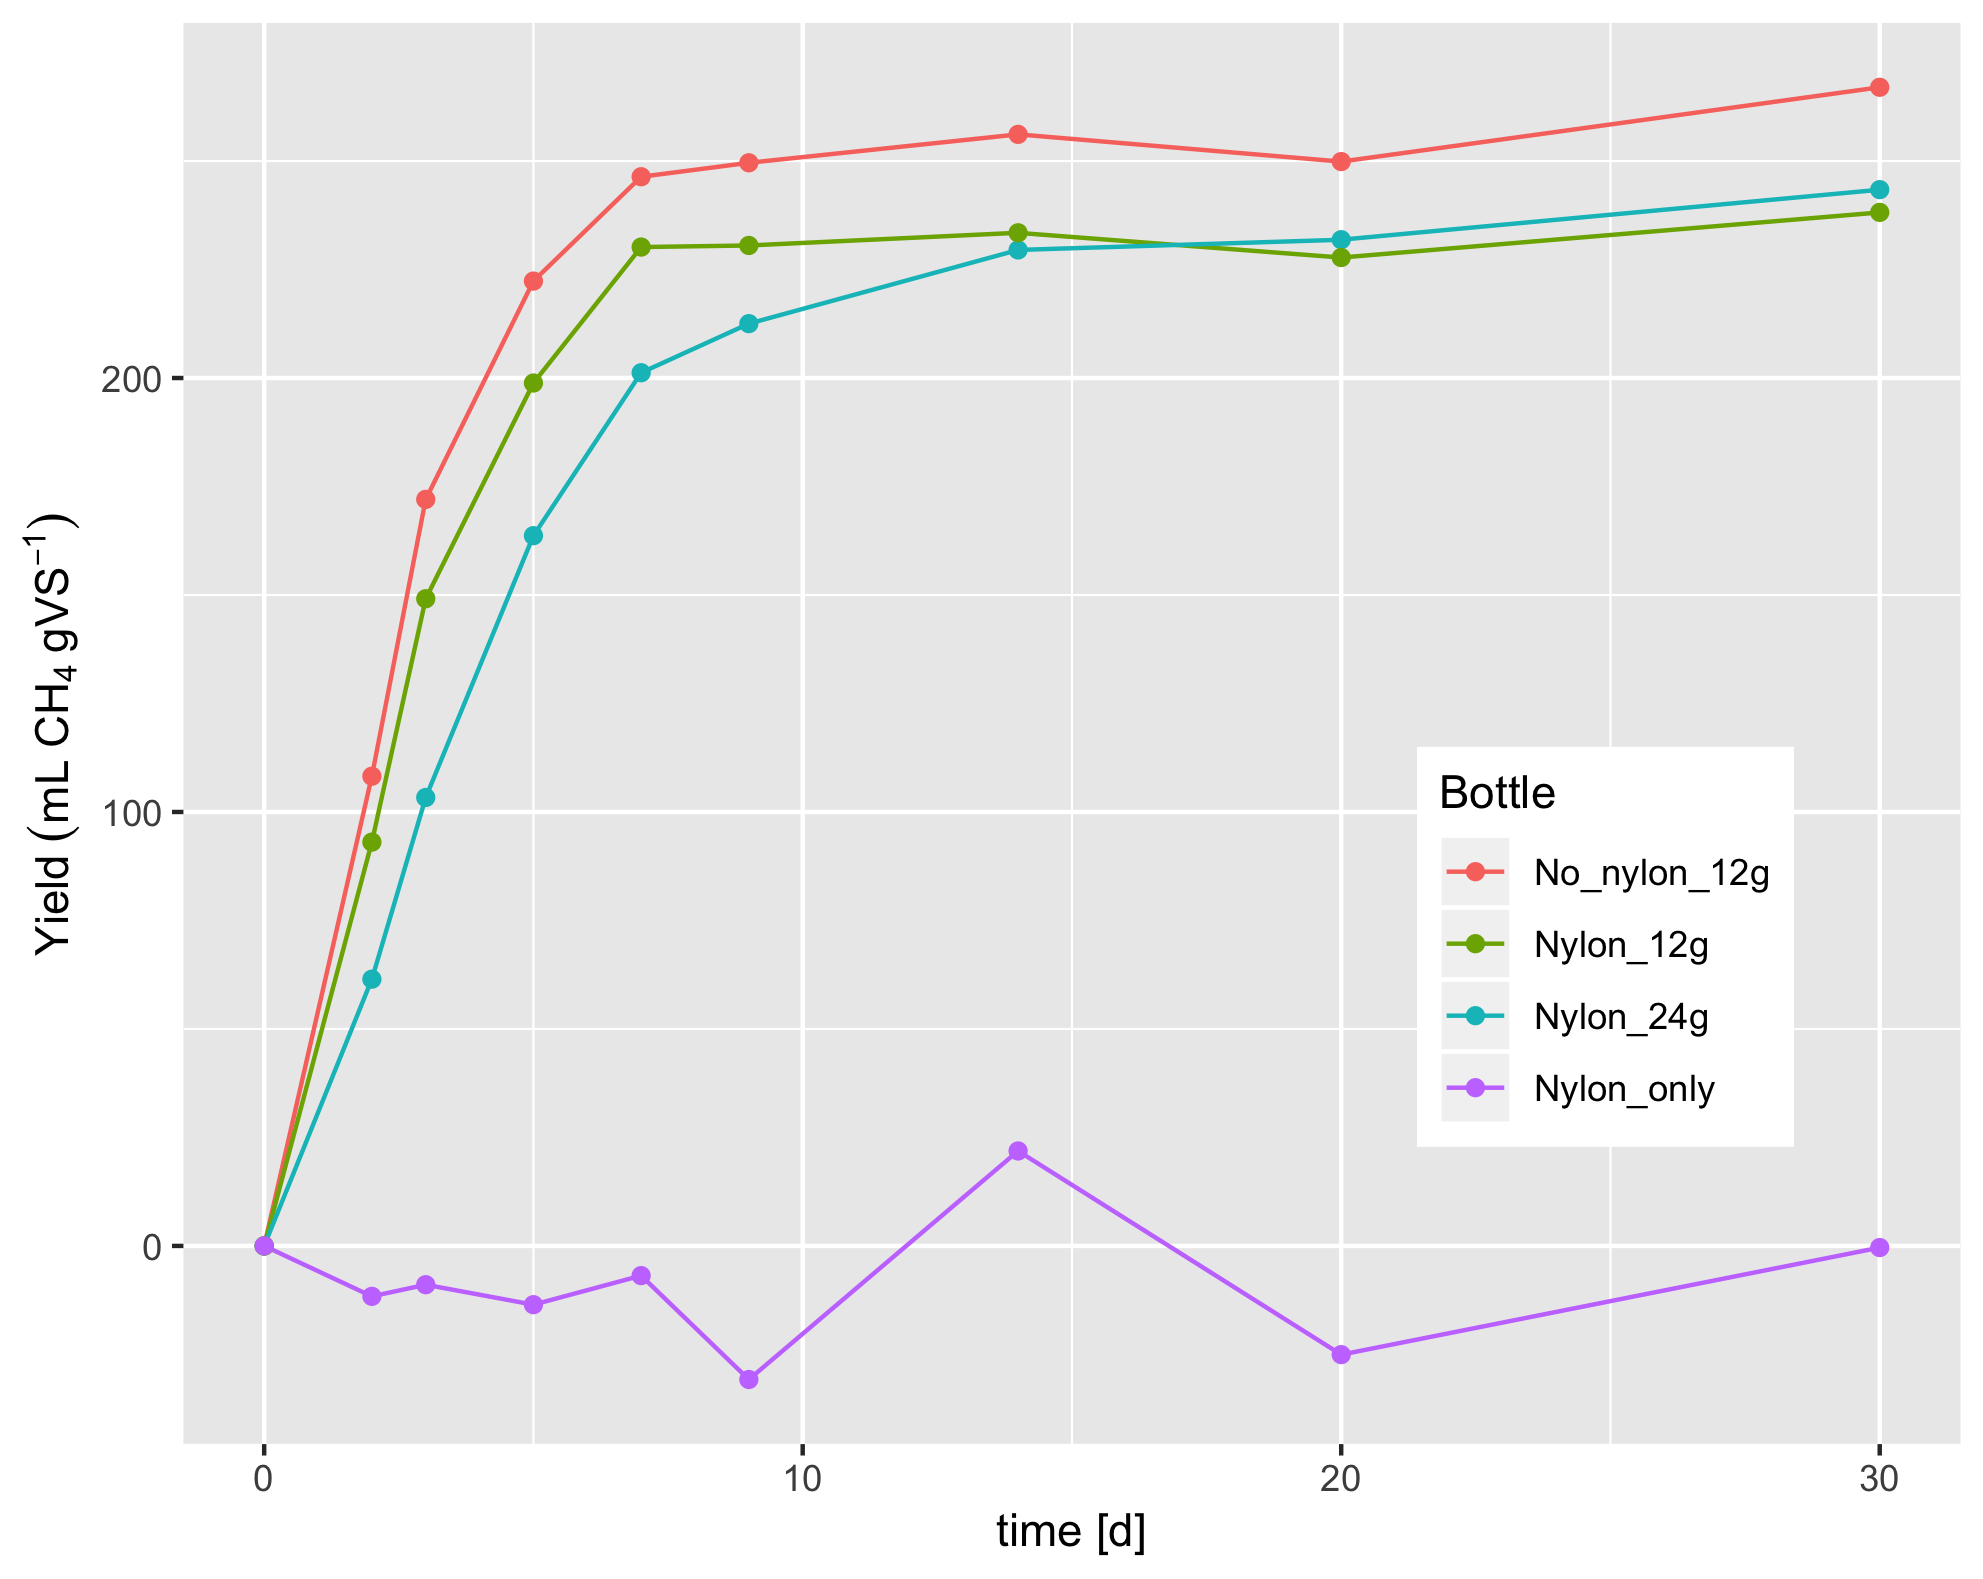 Yield (mL CH₄ gVS⁻¹)
200
100
0
Bottle
No_nylon_12g
Nylon_12g
Nylon_24g
Nylon_only
0 10 20 30
time [d]